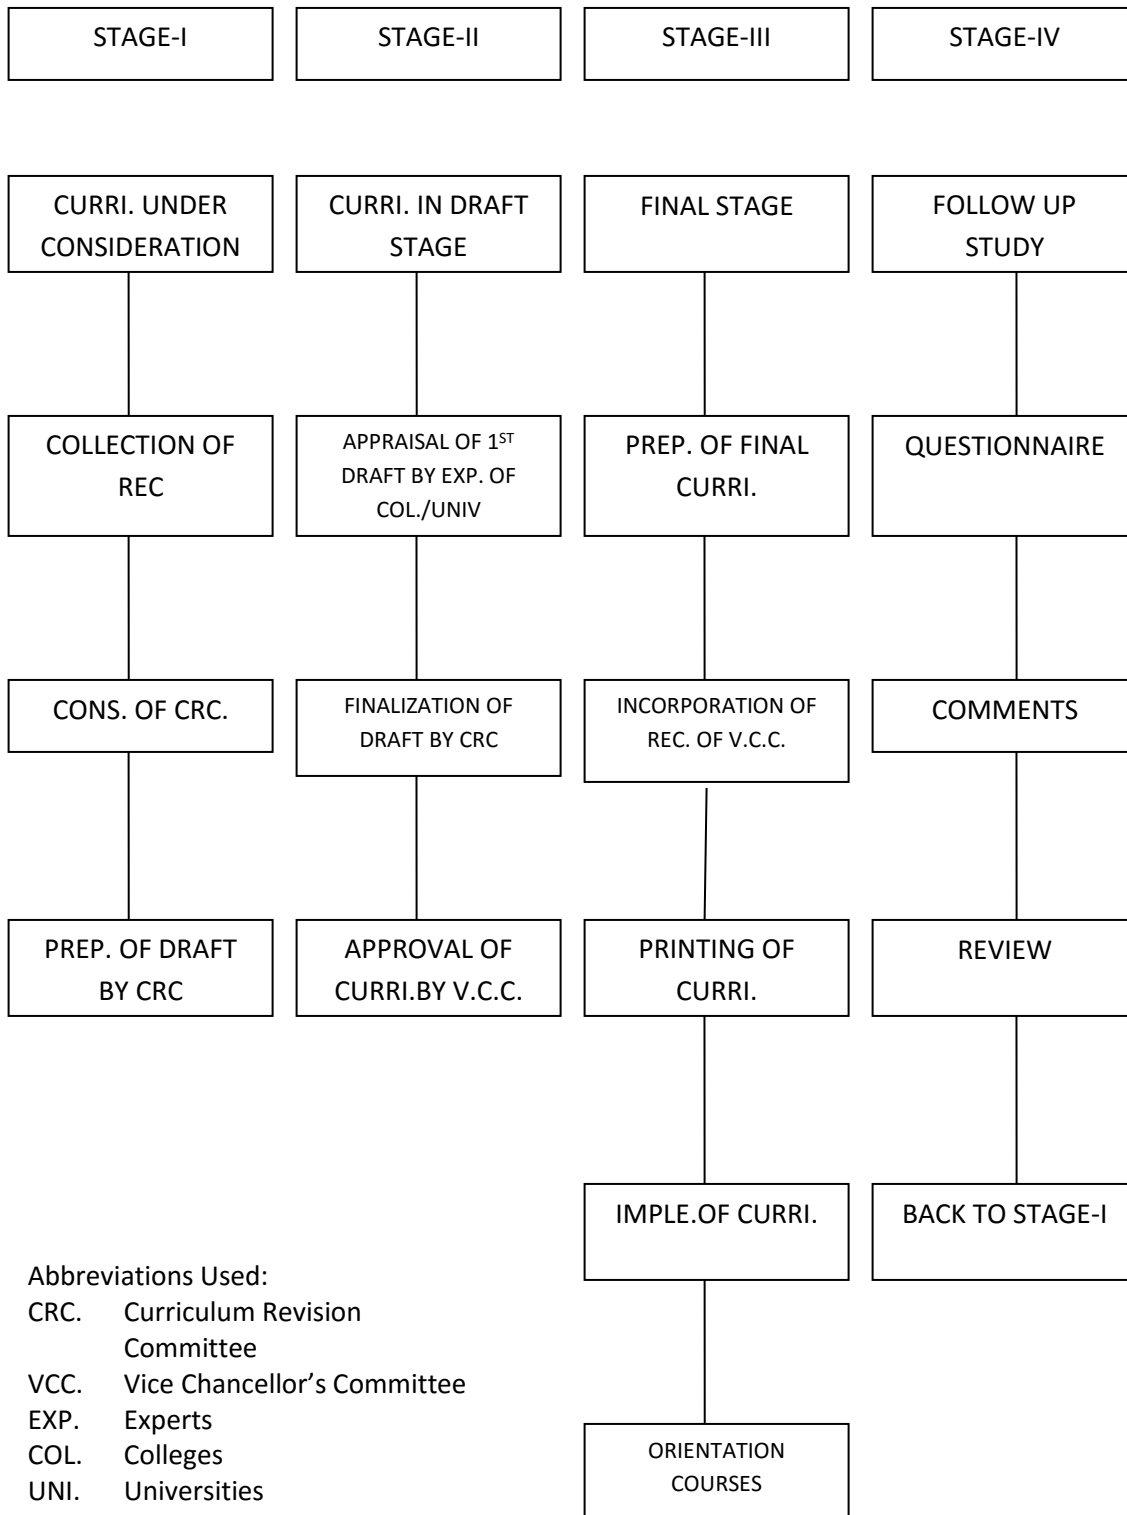 STAGE-I
STAGE-II
STAGE-III
STAGE-IV
CURRI. UNDER
CONSIDERATION
CURRI. IN DRAFT
STAGE
FINAL STAGE
FOLLOW UP
STUDY
COLLECTION OF
REC
APPRAISAL OF 1ST
DRAFT BY EXP. OF
COL./UNIV
PREP. OF FINAL
CURRI.
QUESTIONNAIRE
CONS. OF CRC.
FINALIZATION OF
DRAFT BY CRC
INCORPORATION OF
REC. OF V.C.C.
COMMENTS
PREP. OF DRAFT
BY CRC
APPROVAL OF
CURRI.BY V.C.C.
PRINTING OF
CURRI.
REVIEW
IMPLE.OF CURRI.
BACK TO STAGE-I
Abbreviations Used:
CRC. Curriculum Revision
Committee
VCC. Vice Chancellor’s Committee
EXP. Experts
COL. Colleges
UNI. Universities
ORIENTATION
COURSES